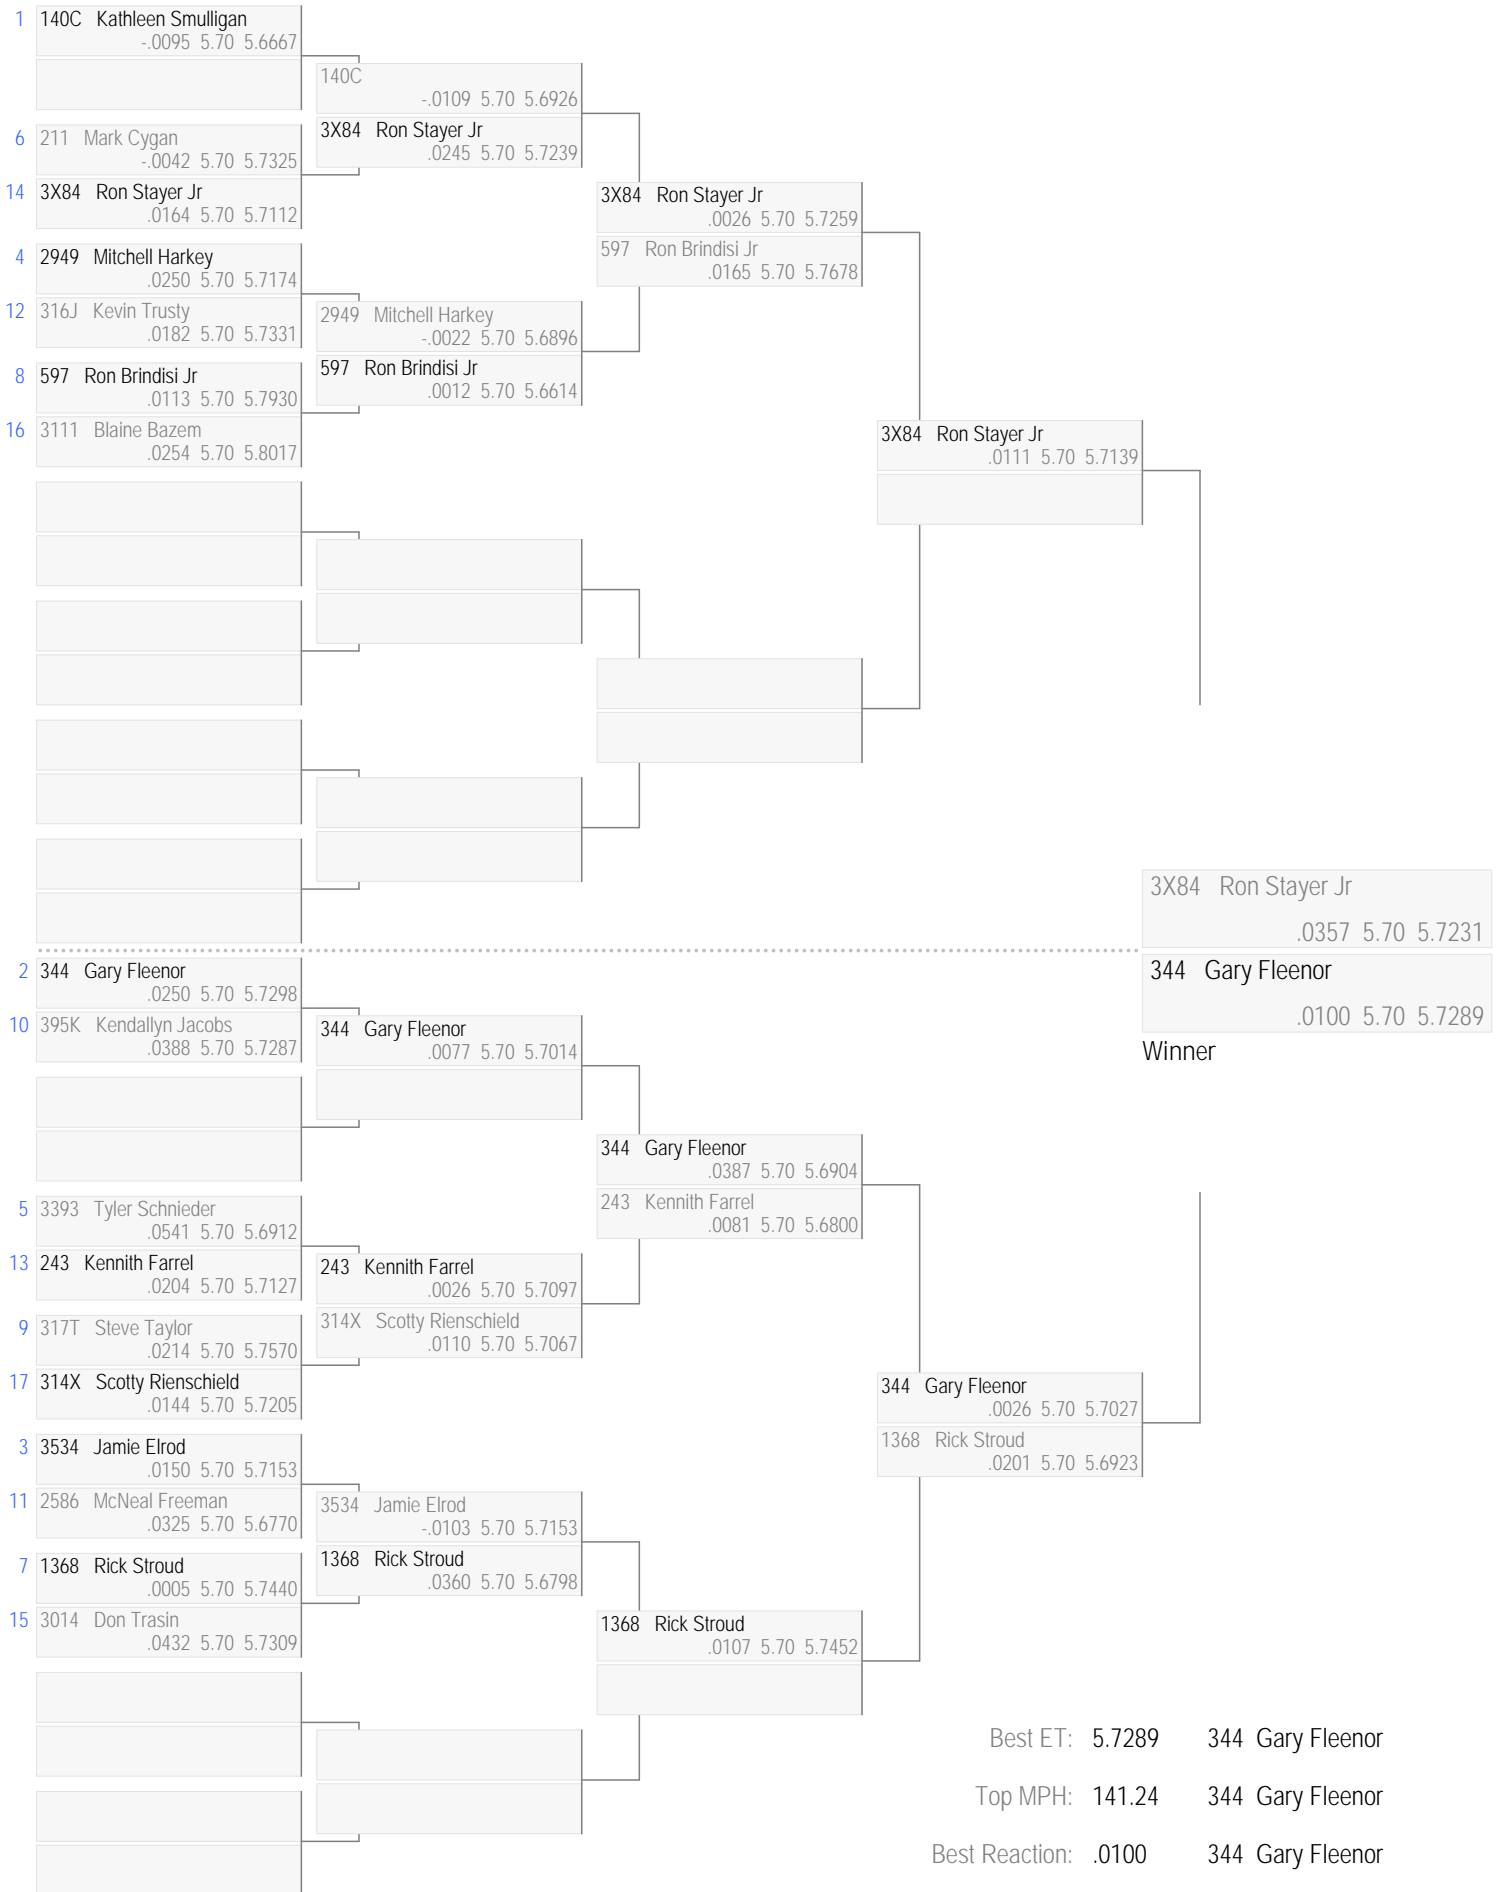 1 140C Kathleen Smulligan
-.0095 5.70 5.6667
6 211 Mark Cygan
-.0042 5.70 5.7325
14 3X84 Ron Stayer Jr
.0164 5.70 5.7112
4 2949 Mitchell Harkey
.0250 5.70 5.7174
12 316J Kevin Trusty
.0182 5.70 5.7331
8 597 Ron Brindisi Jr
.0113 5.70 5.7930
16 3111 Blaine Bazem
.0254 5.70 5.8017
140C
-.0109 5.70 5.6926
3X84 Ron Stayer Jr
.0245 5.70 5.7239
2949 Mitchell Harkey
-.0022 5.70 5.6896
597 Ron Brindisi Jr
.0012 5.70 5.6614
3X84 Ron Stayer Jr
.0026 5.70 5.7259
597 Ron Brindisi Jr
.0165 5.70 5.7678
3X84 Ron Stayer Jr
.0111 5.70 5.7139
3X84 Ron Stayer Jr
.0357 5.70 5.7231
344 Gary Fleenor
.0100 5.70 5.7289
Winner
2 344 Gary Fleenor
.0250 5.70 5.7298
10 395K Kendallyn Jacobs
.0388 5.70 5.7287
5 3393 Tyler Schnieder
.0541 5.70 5.6912
13 243 Kennith Farrel
.0204 5.70 5.7127
9 317T Steve Taylor
.0214 5.70 5.7570
17 314X Scotty Rienschield
.0144 5.70 5.7205
3 3534 Jamie Elrod
.0150 5.70 5.7153
11 2586 McNeal Freeman
.0325 5.70 5.6770
7 1368 Rick Stroud
.0005 5.70 5.7440
15 3014 Don Trasin
.0432 5.70 5.7309
344 Gary Fleenor
.0077 5.70 5.7014
243 Kennith Farrel
.0026 5.70 5.7097
314X Scotty Rienschield
.0110 5.70 5.7067
3534 Jamie Elrod
-.0103 5.70 5.7153
1368 Rick Stroud
.0360 5.70 5.6798
344 Gary Fleenor
.0387 5.70 5.6904
243 Kennith Farrel
.0081 5.70 5.6800
1368 Rick Stroud
.0107 5.70 5.7452
344 Gary Fleenor
.0026 5.70 5.7027
1368 Rick Stroud
.0201 5.70 5.6923
Best ET: 5.7289 344 Gary Fleenor
Top MPH: 141.24 344 Gary Fleenor
Best Reaction: .0100 344 Gary Fleenor